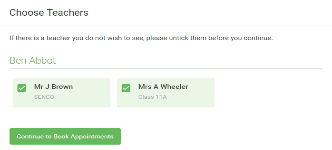 Choose Teachers
If there is a teacher you do not wish to see, please untick them before you continue.
Ben Abbot
Mr J Brown
SENCO
Mrs A Wheeler
Class 11A
Continue to Book Appointments